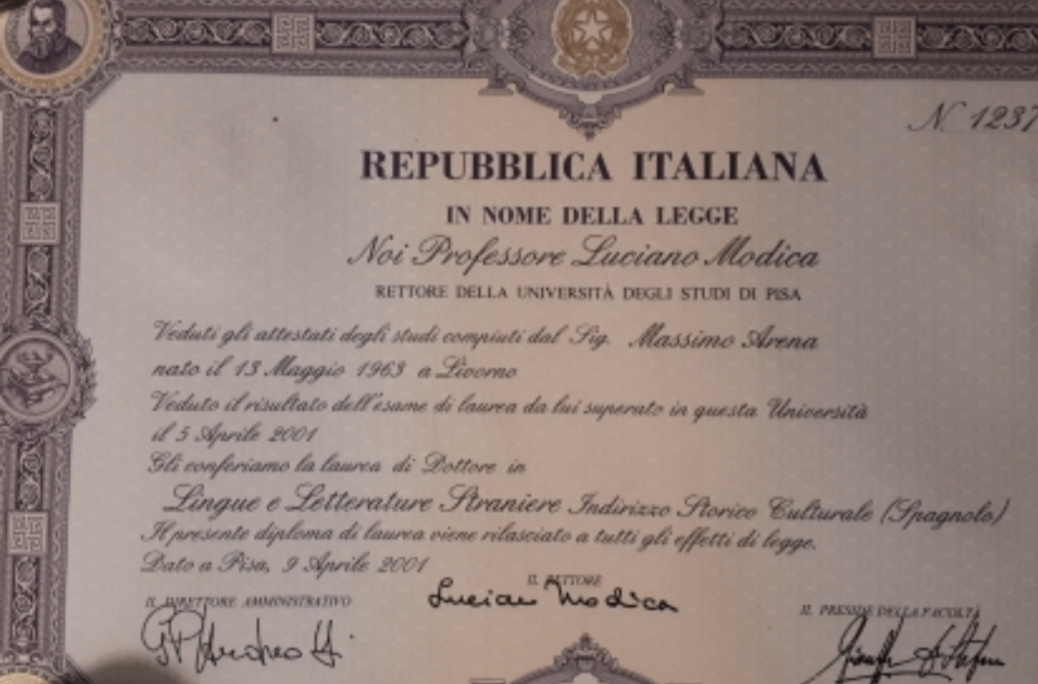 N. 1237
REPUBBLICA ITALIANA
IN NOME DELLA LEGGE
Noi Professore Luciano Modica
RETTORE DELLA UNIVERSITÀ DEGLI STUDI DI PISA
Veduti gli attestati degli studi compiuti dal Sig. Massimo Arena
nato il 13 Maggio 1963 a Livorno
Veduto il risultato dell'esame di laurea da lui superato in questa Università
il 5 Aprile 2001
Gli conferiamo la laurea di Dottore in
Lingue e Letterature Straniere Indirizzo Storico Culturale (Spagnolo)
Il presente diploma di laurea viene rilasciato a tutti gli effetti di legge.
Dato a Pisa, 9 Aprile 2001
IL RETTORE
Luciano Modica
IL DIRETTORE AMMINISTRATIVO
IL PRESIDE DELLA FACOLTÀ